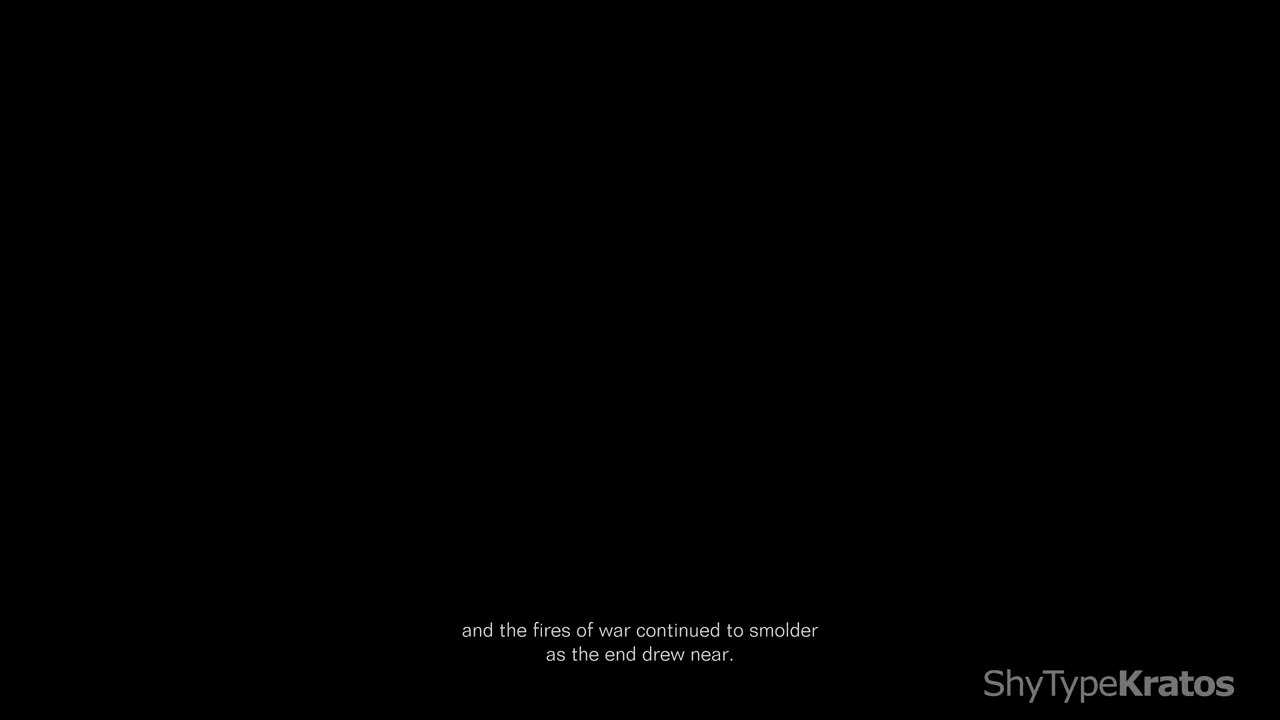 and the fires of war continued to smolder
as the end drew near.
ShyTypeKratos